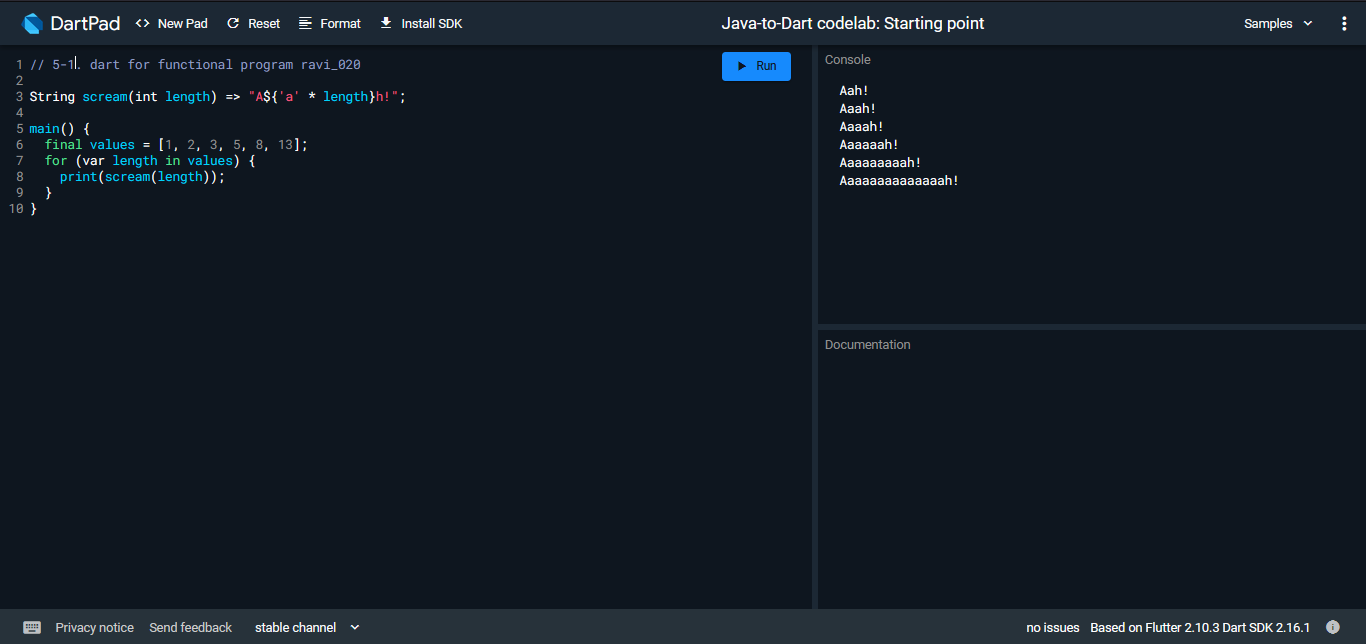 DartPad <> New Pad Reset Format Install SDK Java-to-Dart codelab: Starting point Samples
1 // 5-1. dart for functional program ravi_020
2
3 String scream(int length) => "A${'a' * length}h!";
4
5 main() {
6   final values = [1, 2, 3, 5, 8, 13];
7   for (var length in values) {
8     print(scream(length));
9   }
10 }
Run
Console
Aah!
Aaah!
Aaaah!
Aaaaaah!
Aaaaaaaaah!
Aaaaaaaaaaaaaah!
Documentation
Privacy notice Send feedback stable channel no issues Based on Flutter 2.10.3 Dart SDK 2.16.1